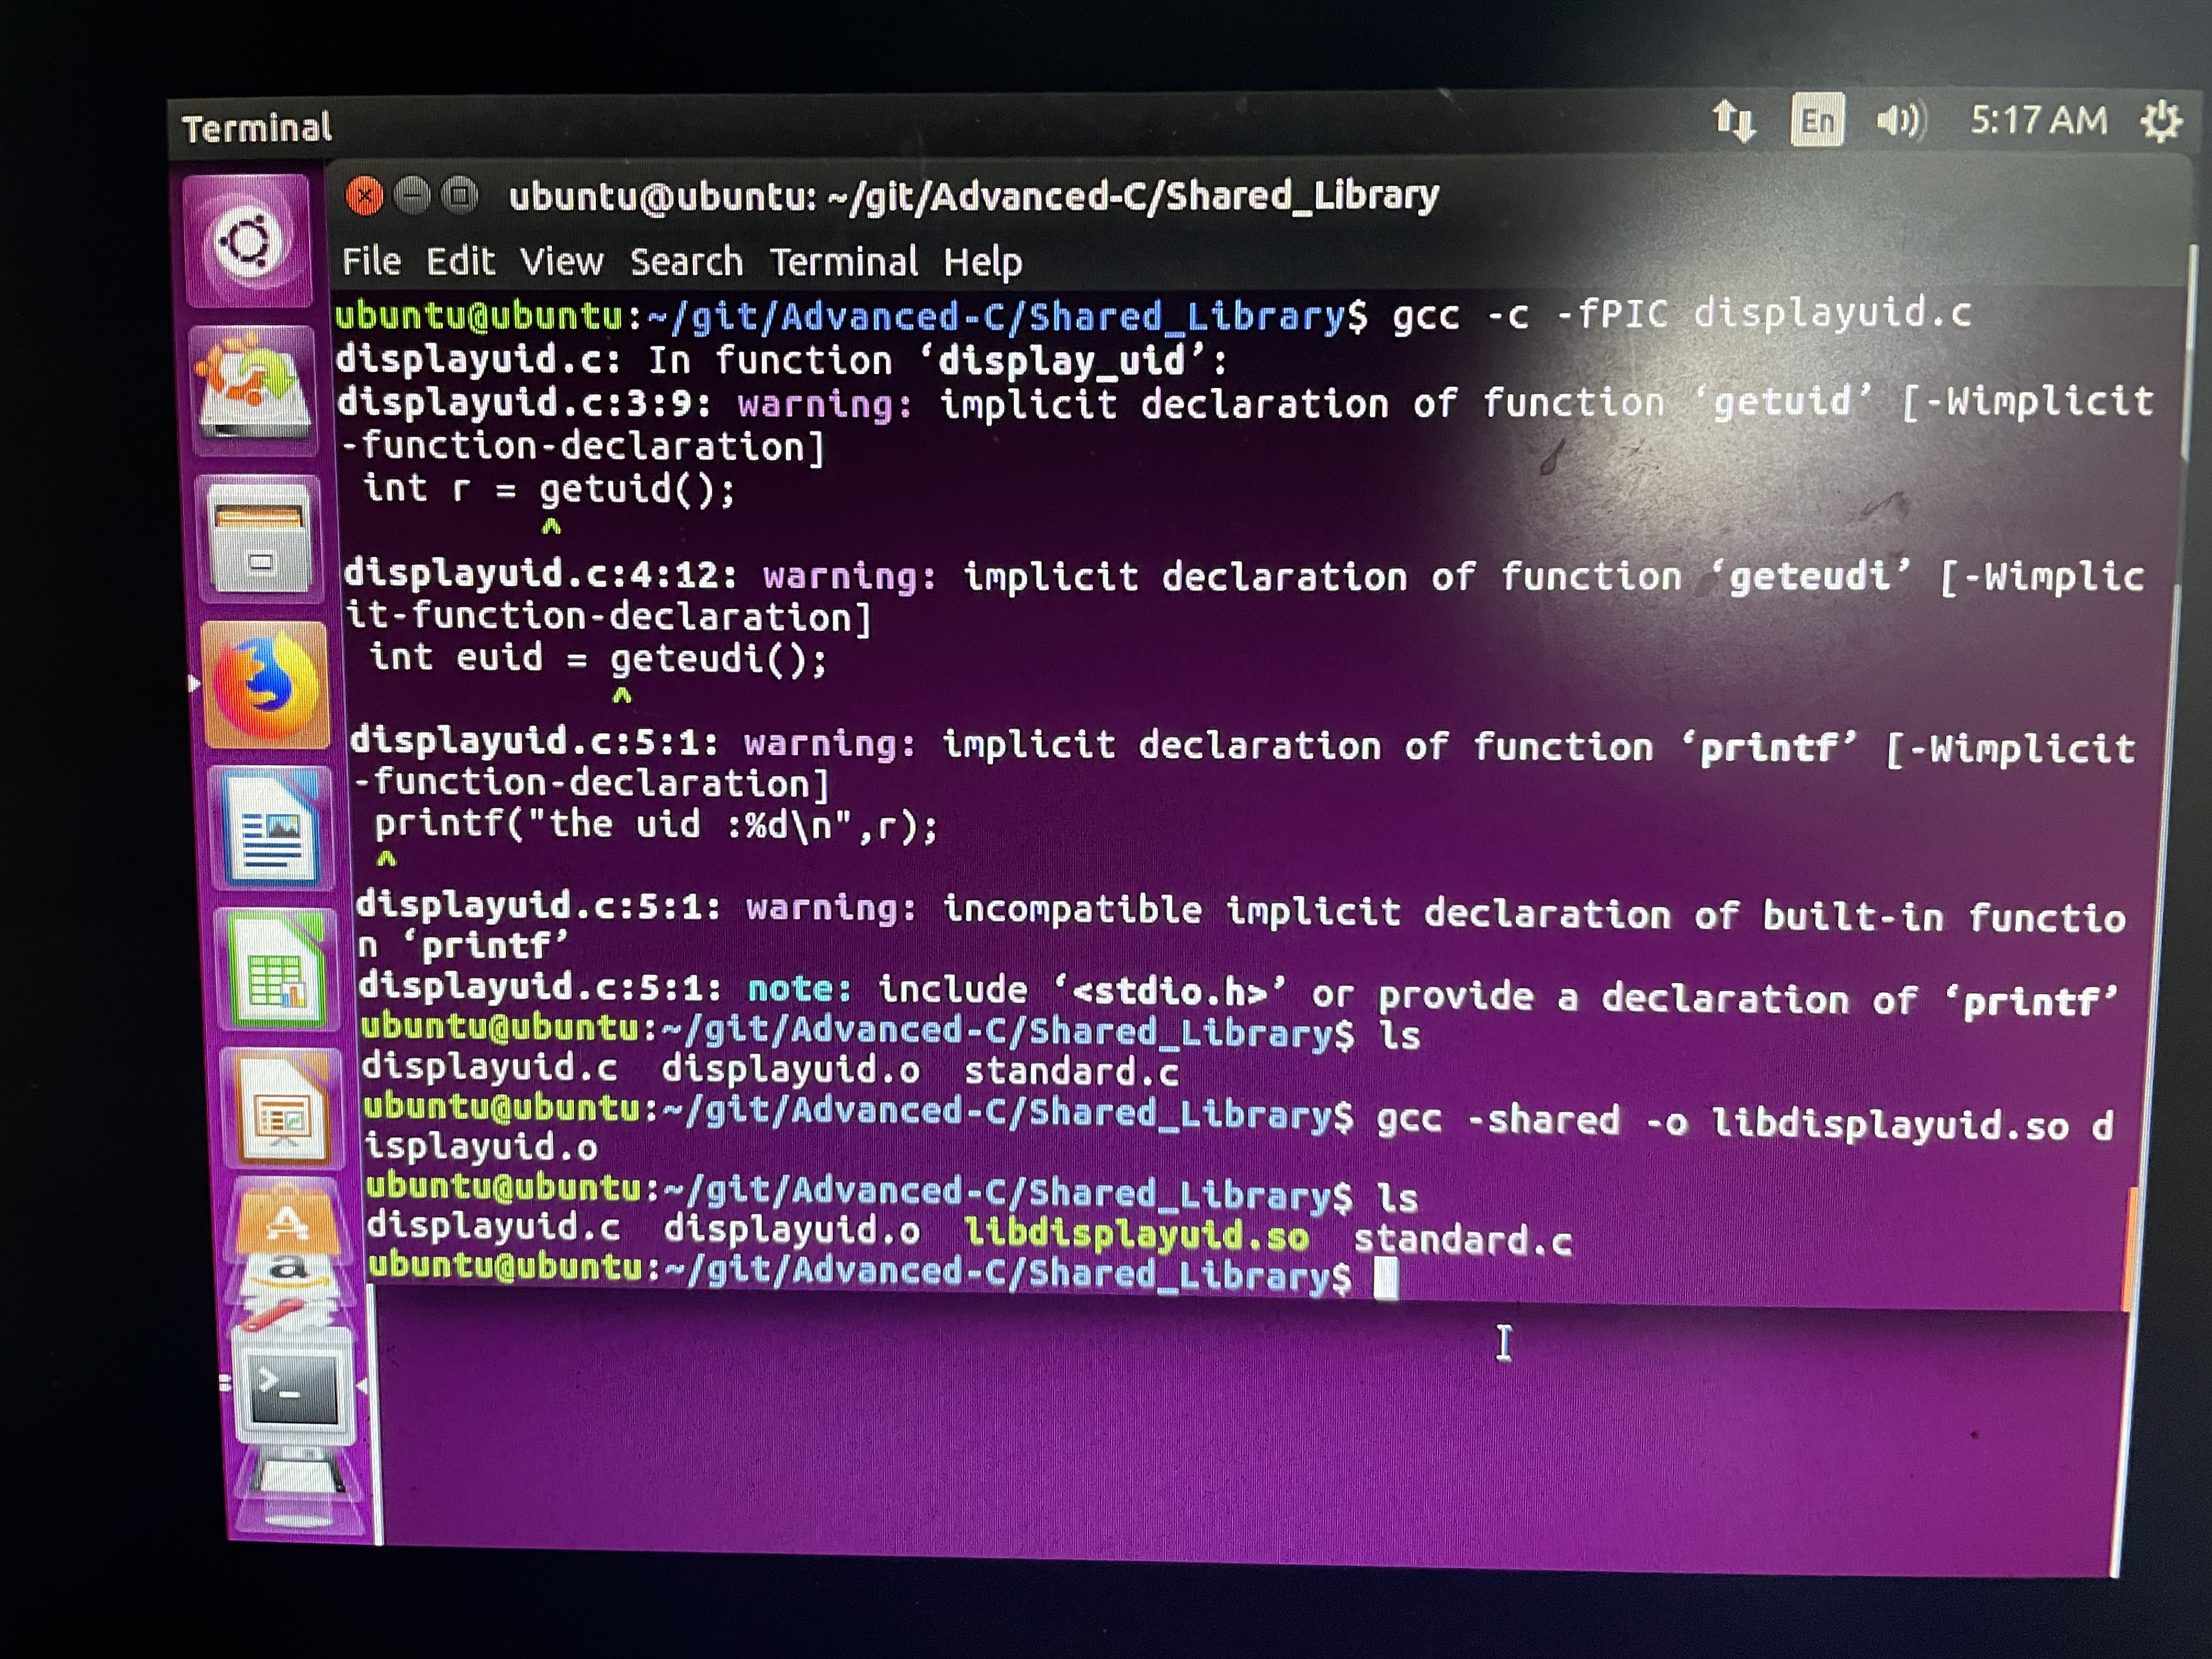 Terminal
En
5:17 AM
ubuntu@ubuntu: ~/git/Advanced-C/Shared_Library
File Edit View Search Terminal Help
ubuntu@ubuntu:~/git/Advanced-C/Shared_Library$ gcc -c -fPIC displayuid.c
displayuid.c: In function ‘display_uid’:
displayuid.c:3:9: warning: implicit declaration of function ‘getuid’ [-Wimplicit
-function-declaration]
int r = getuid();
^
displayuid.c:4:12: warning: implicit declaration of function ‘geteudi’ [-Wimplic
it-function-declaration]
int euid = geteudi();
^
displayuid.c:5:1: warning: implicit declaration of function ‘printf’ [-Wimplicit
-function-declaration]
printf("the uid :%d\n",r);
^
displayuid.c:5:1: warning: incompatible implicit declaration of built-in functio
n ‘printf’
displayuid.c:5:1: note: include ‘<stdio.h>’ or provide a declaration of ‘printf’
ubuntu@ubuntu:~/git/Advanced-C/Shared_Library$ ls
displayuid.c displayuid.o standard.c
ubuntu@ubuntu:~/git/Advanced-C/Shared_Library$ gcc -shared -o libdisplayuid.so d
isplayuid.o
ubuntu@ubuntu:~/git/Advanced-C/Shared_Library$ ls
displayuid.c displayuid.o libdisplayuid.so standard.c
ubuntu@ubuntu:~/git/Advanced-C/Shared_Library$
A
a
>_